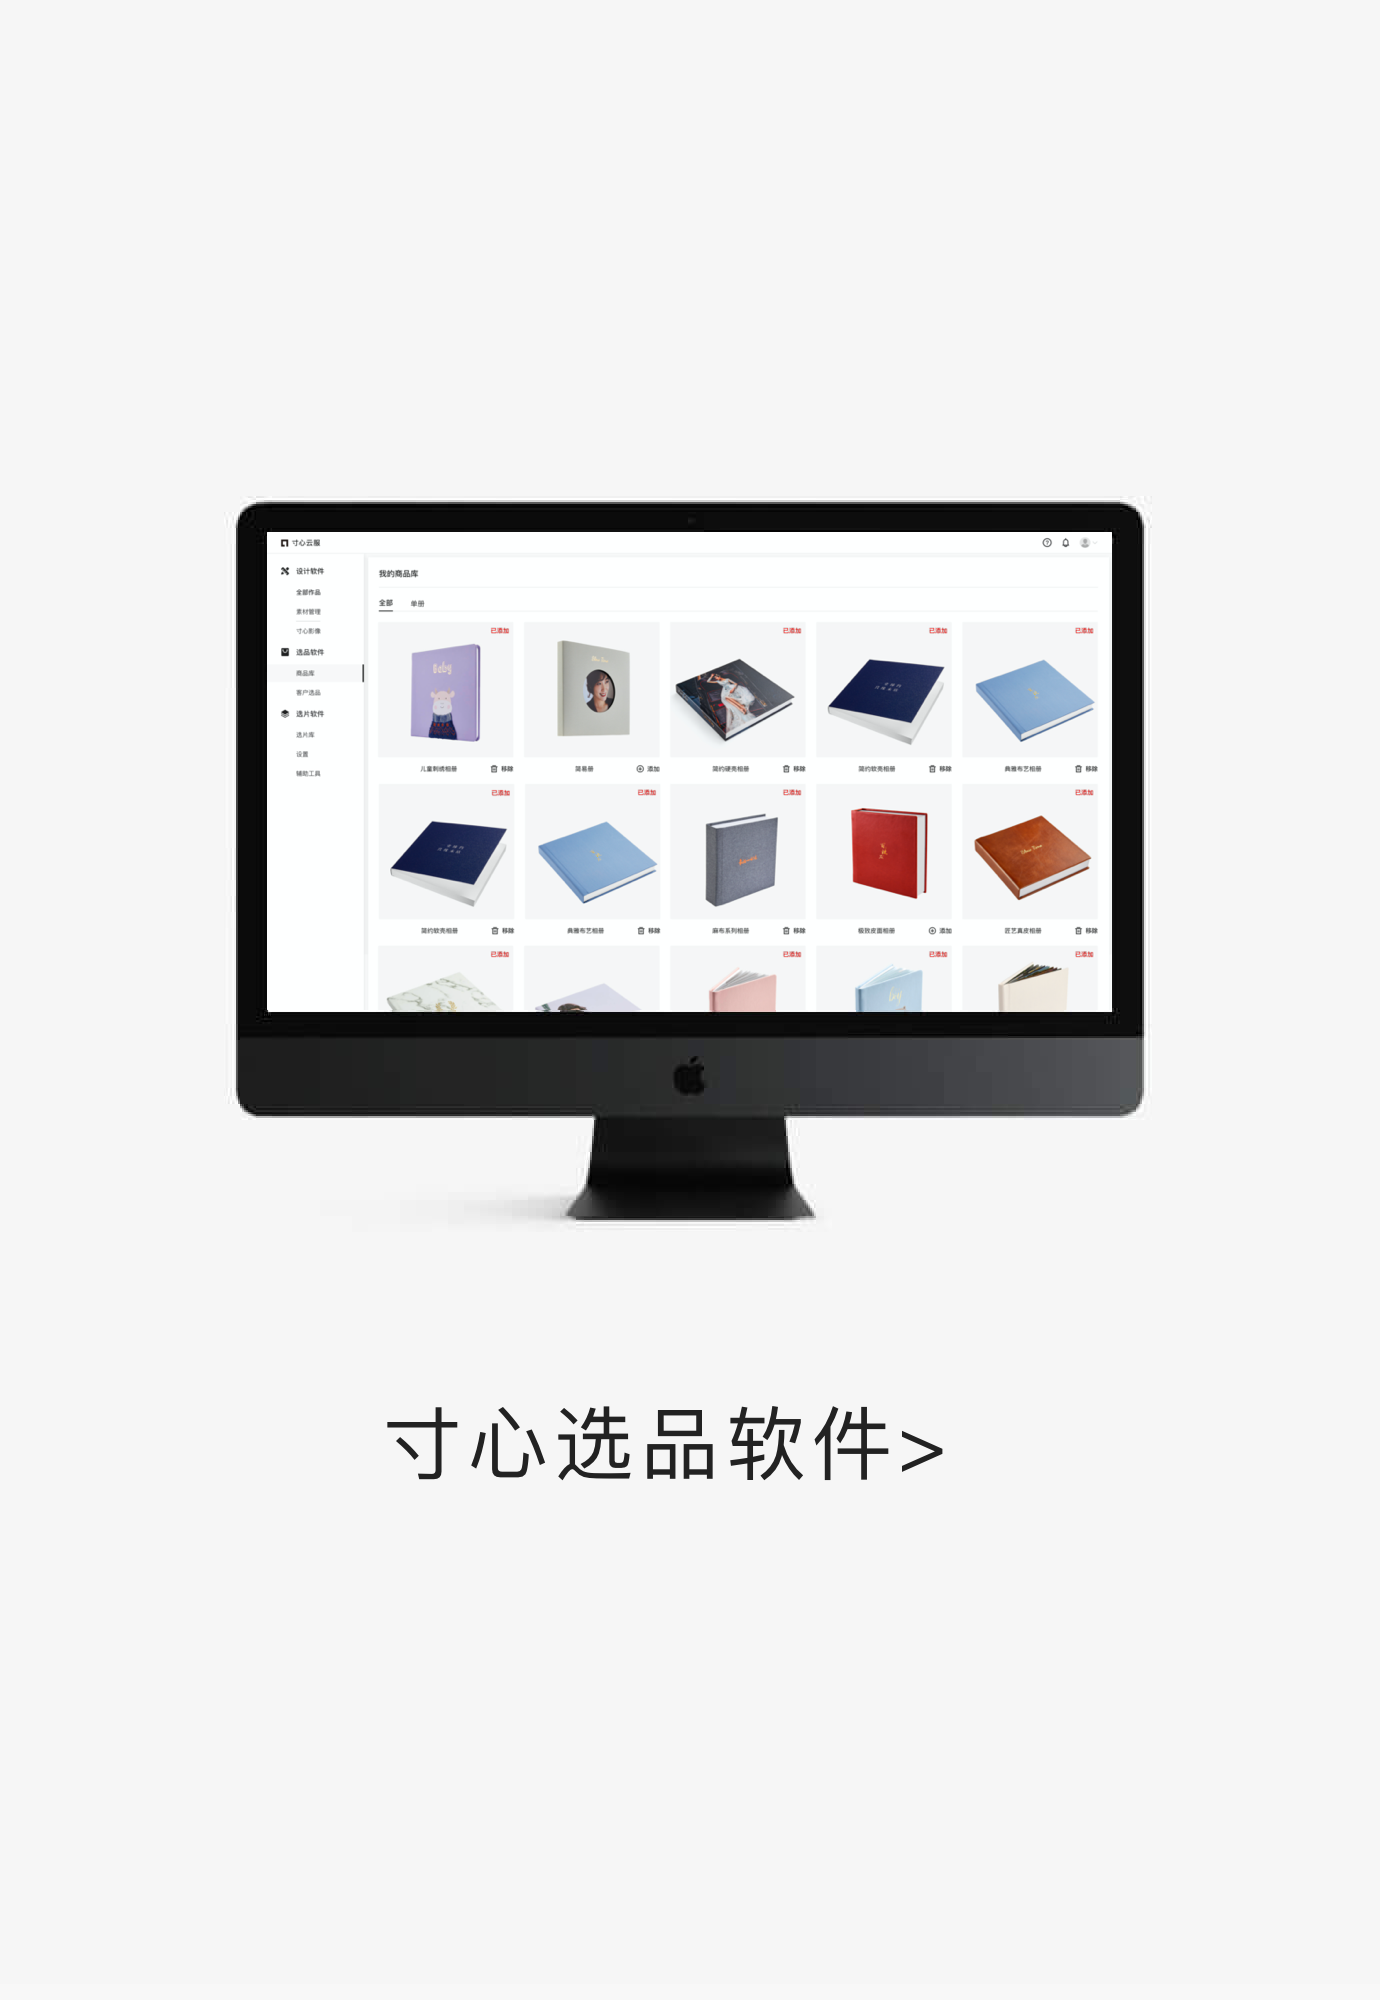 寸心云服
设计软件
全部作品
素材管理
寸心影像
选品软件
商品库
客户选品
选片软件
选片库
设置
辅助工具
我的商品库
全部 单册
已添加 已添加 已添加 已添加
Baby
儿童刺绣相册 移除 简易册 添加 简约硬壳相册 移除 简约软壳相册 移除 典雅布艺相册 移除
已添加 已添加 已添加 已添加
简约软壳相册 移除 典雅布艺相册 移除 麻布系列相册 移除 极致皮面相册 添加 匠艺真皮相册 移除
已添加 已添加 已添加 已添加
boy
寸心选品软件>